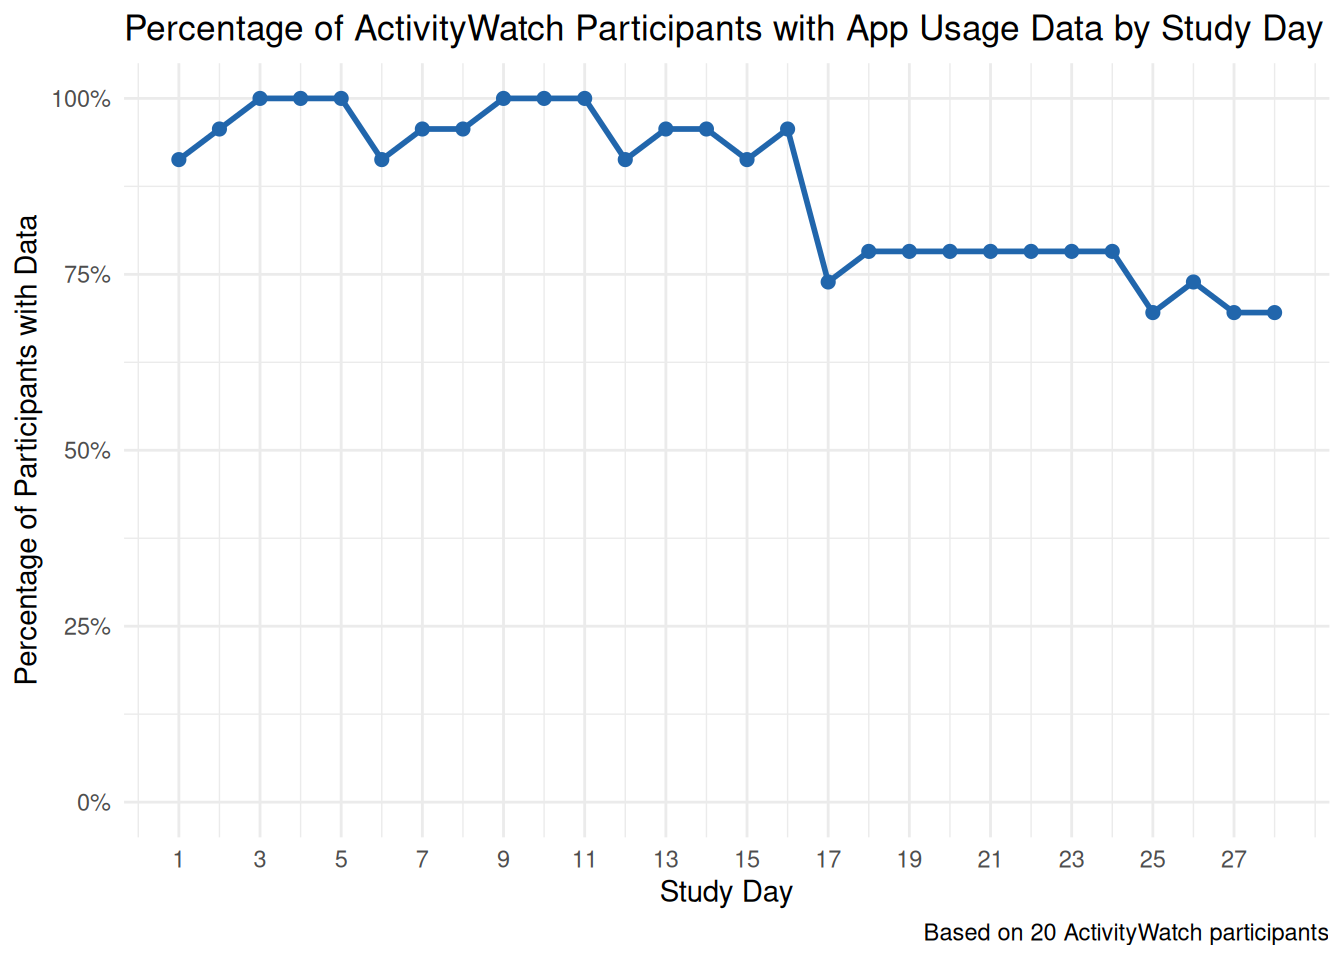 Percentage of ActivityWatch Participants with App Usage Data by Study Day
Percentage of Participants with Data
100%
75%
50%
25%
0%
1 3 5 7 9 11 13 15 17 19 21 23 25 27
Study Day
Based on 20 ActivityWatch participants